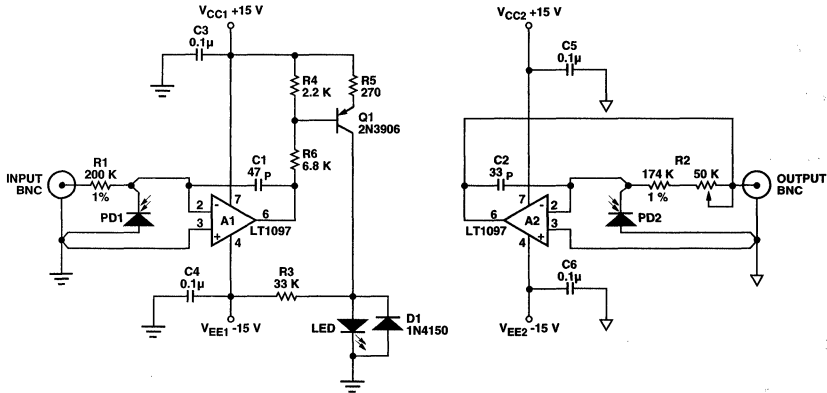 VCC1 +15 V
C3
0.1µ
R4
2.2 K
R5
270
Q1
2N3906
R6
6.8 K
C1
47 P
INPUT
BNC
R1
200 K
1%
PD1
2
3
7
6
4
-
+
A1
LT1097
C4
0.1µ
R3
33 K
VEE1 -15 V
LED
D1
1N4150
VCC2 +15 V
C5
0.1µ
C2
33 P
174 K
1 %
R2
50 K
OUTPUT
BNC
PD2
7
2
3
6
4
-
+
A2
LT1097
C6
0.1µ
VEE2 -15 V